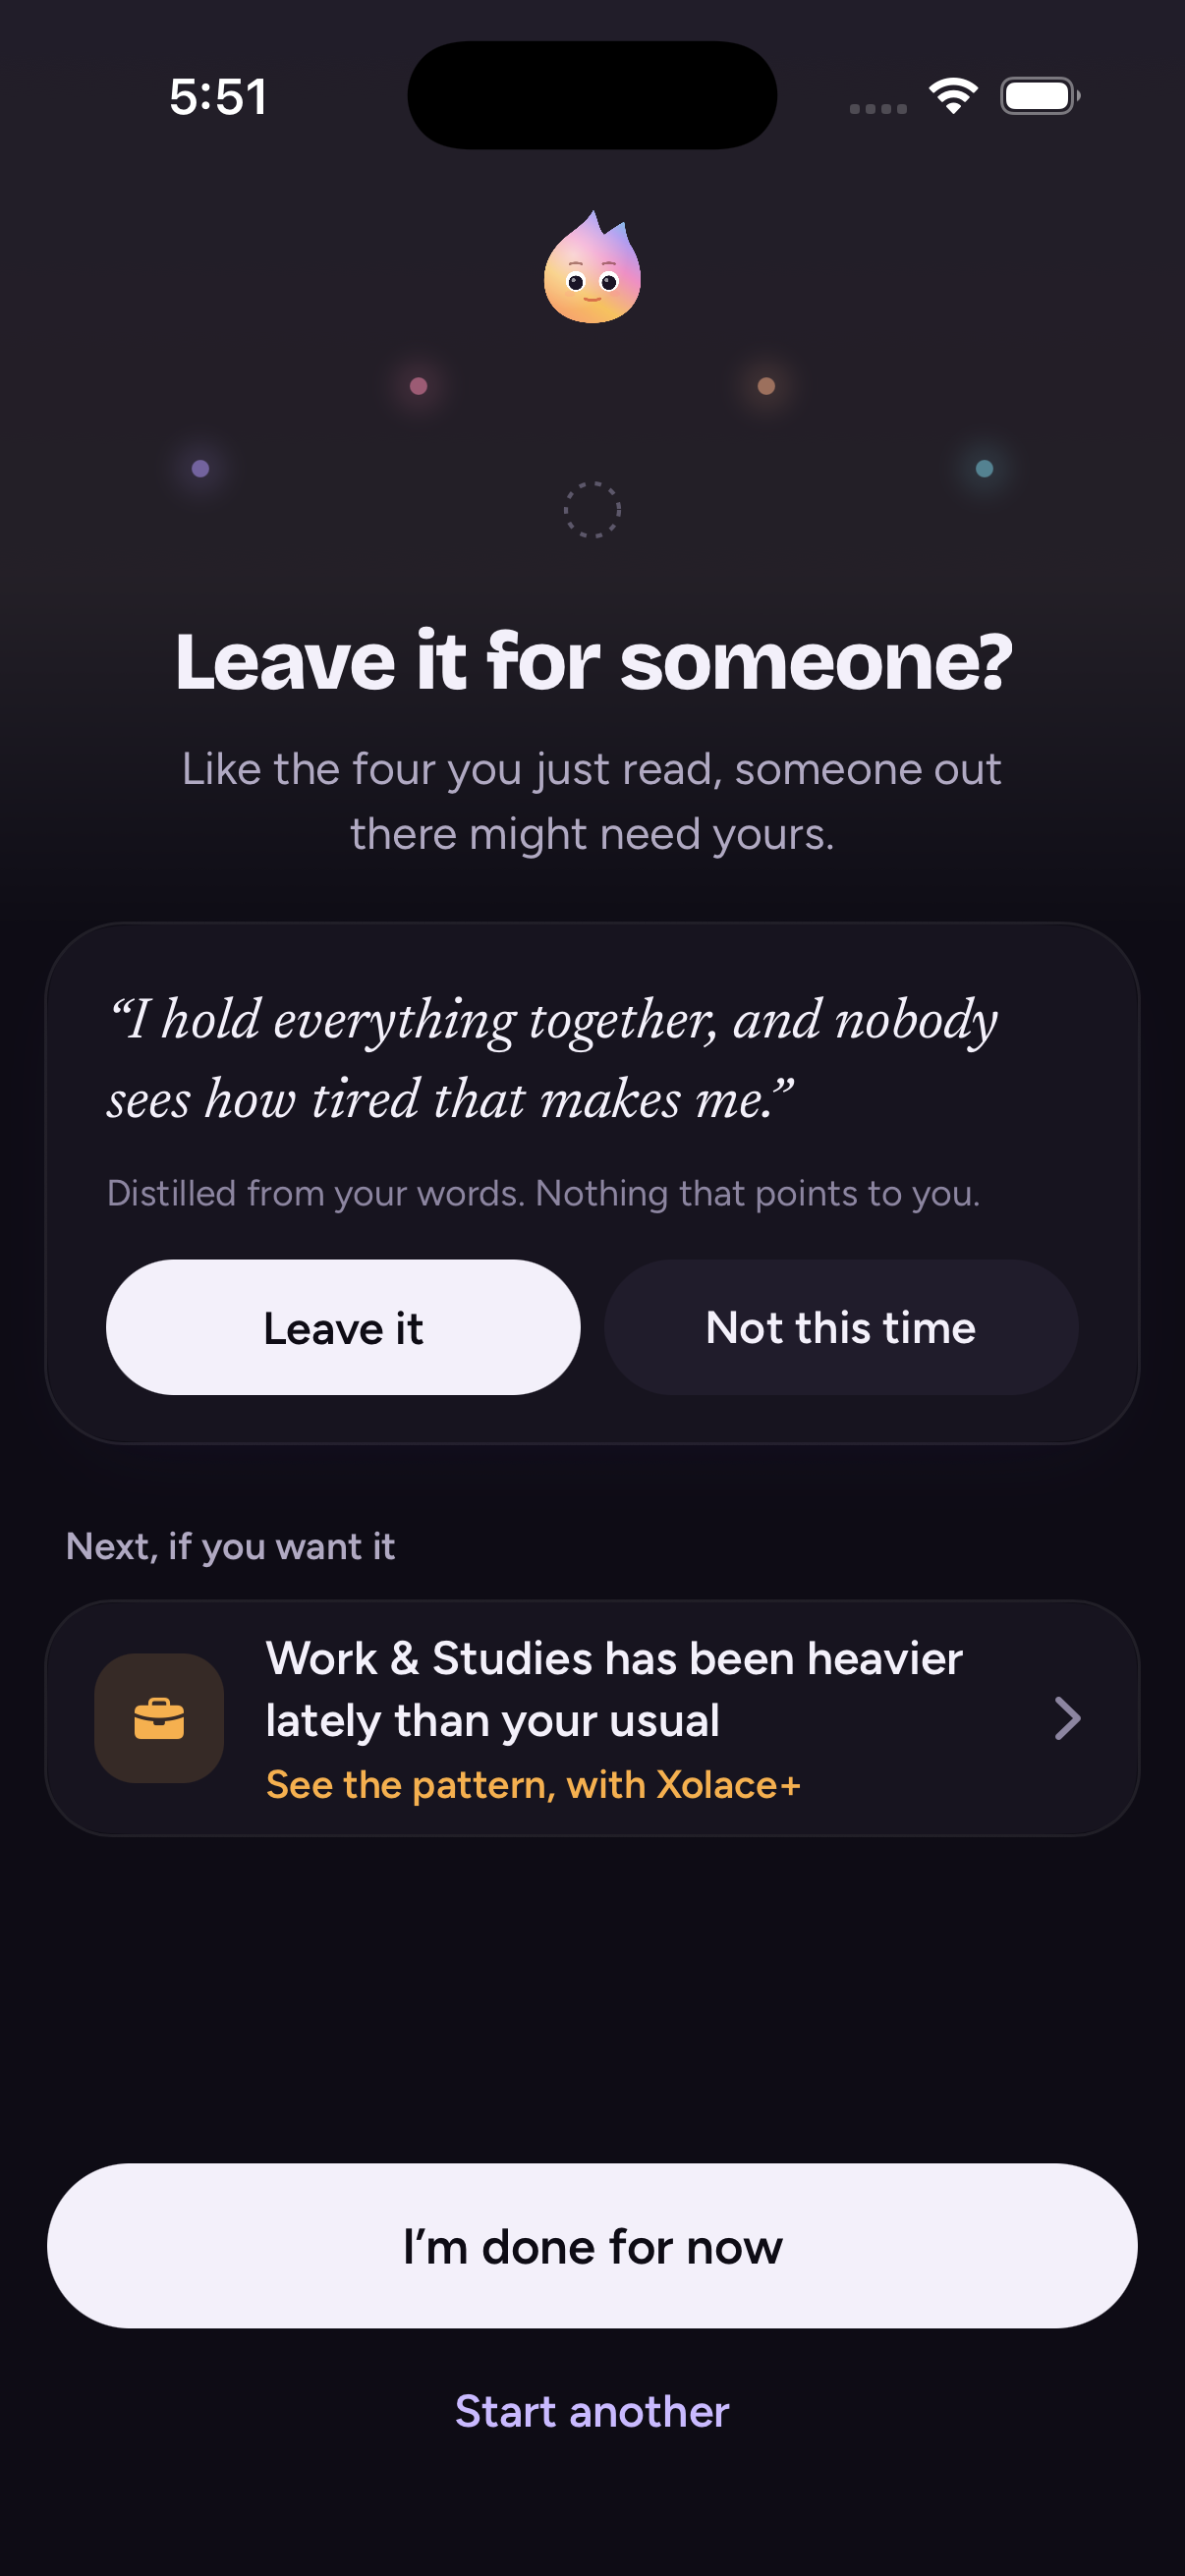 5:51
Leave it for someone?
Like the four you just read, someone out
there might need yours.
“I hold everything together, and nobody
sees how tired that makes me.”
Distilled from your words. Nothing that points to you.
Leave it
Not this time
Next, if you want it
Work & Studies has been heavier
lately than your usual
See the pattern, with Xolace+
I’m done for now
Start another